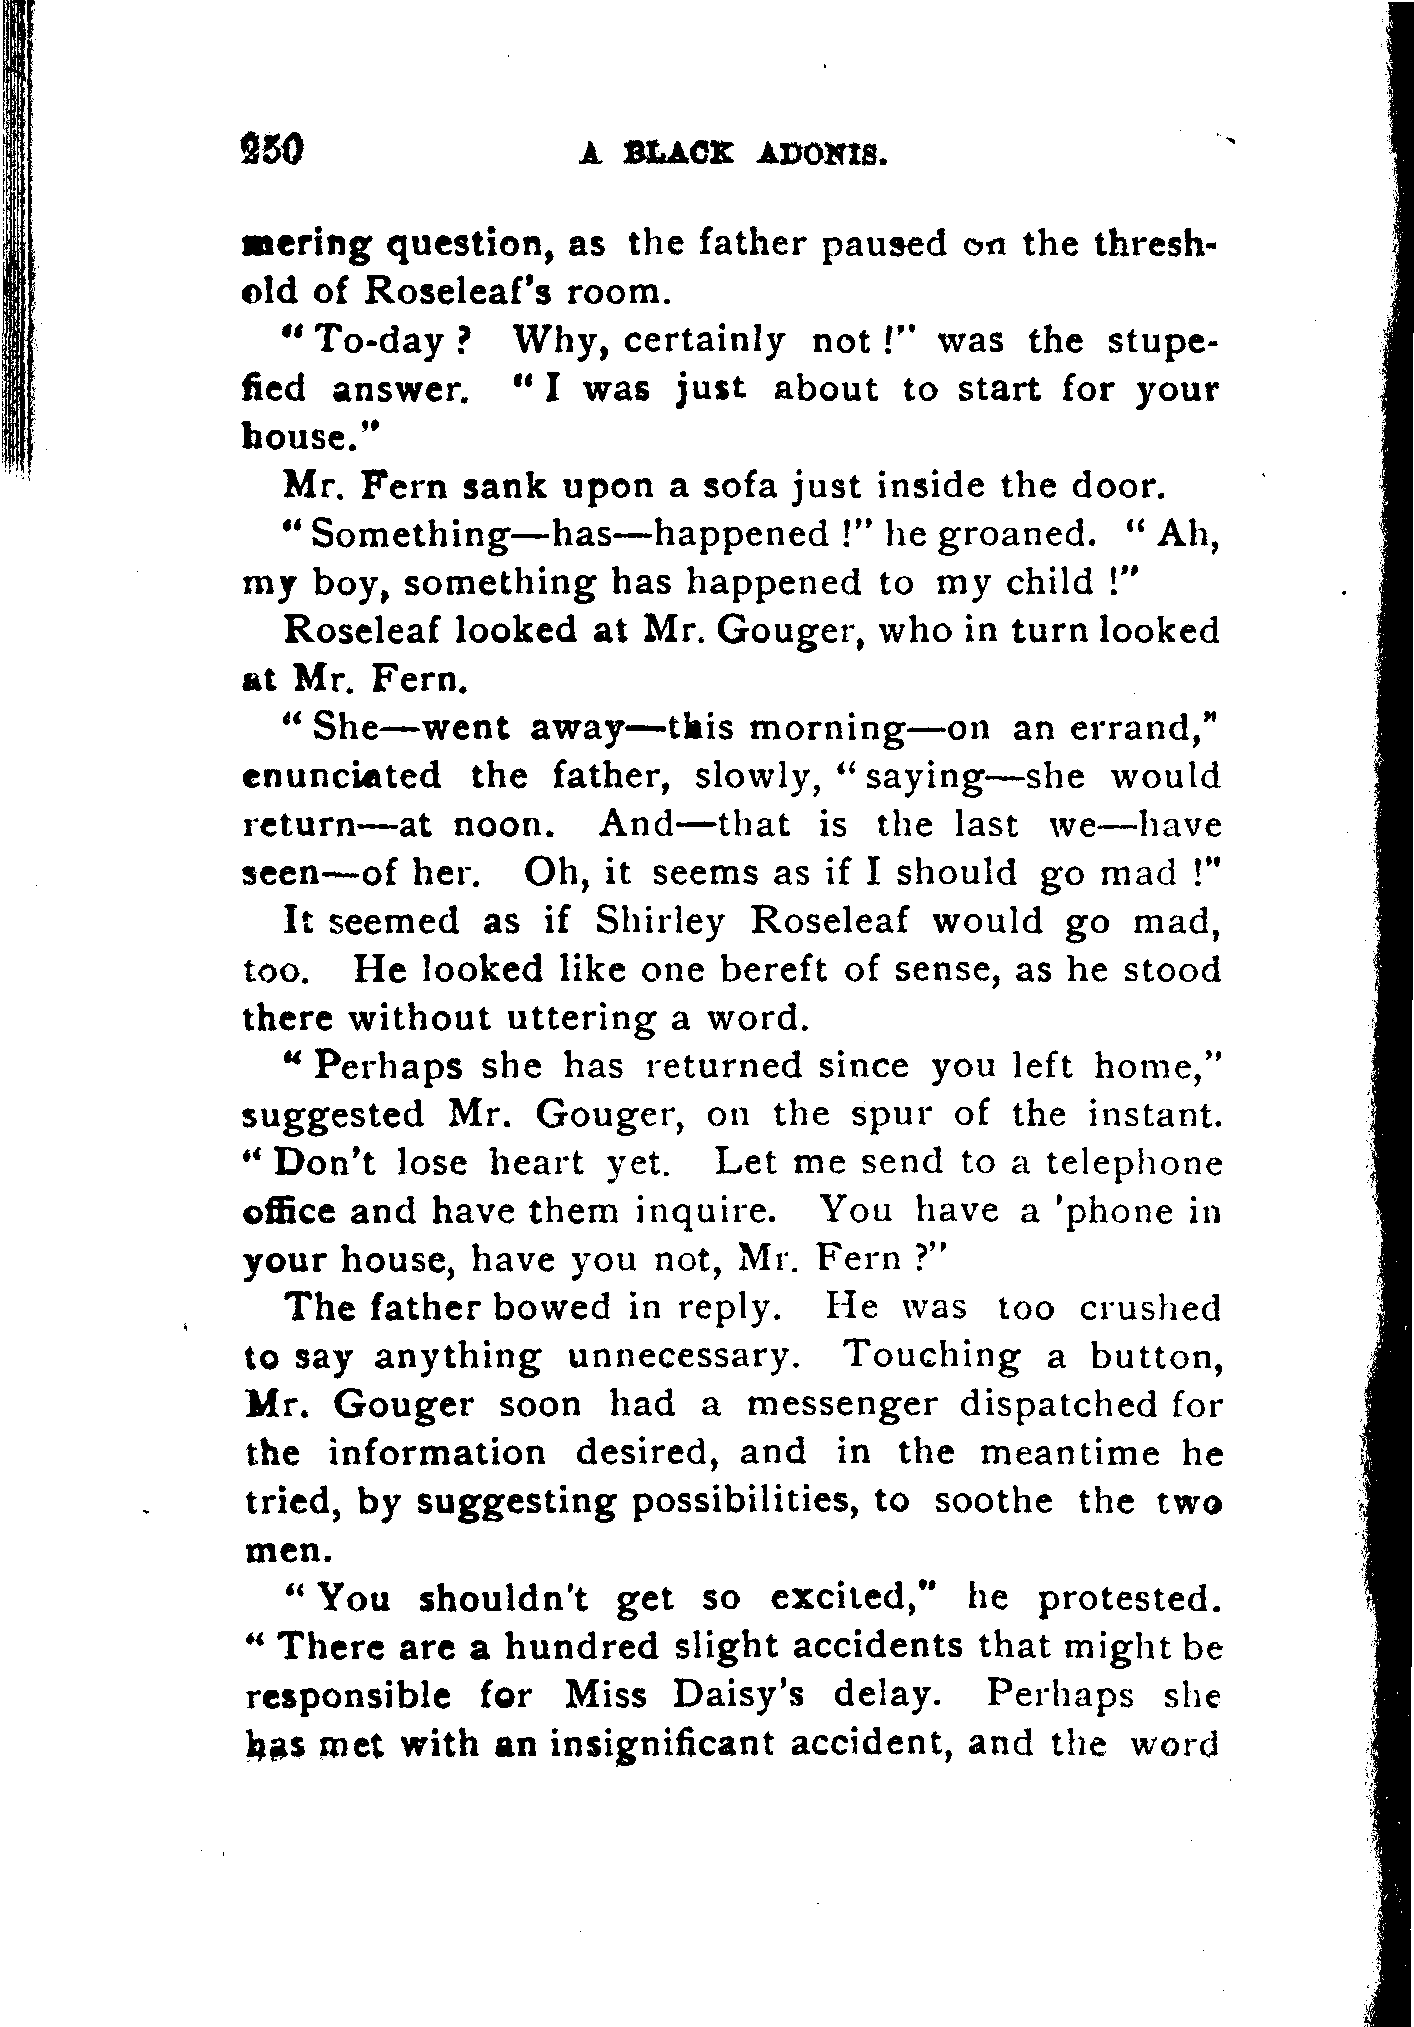 250 A BLACK ADONIS.
mering question, as the father paused on the thresh-
old of Roseleaf's room.
" To-day ? Why, certainly not !" was the stupe-
fied answer. " I was just about to start for your
house."
Mr. Fern sank upon a sofa just inside the door.
" Something—has—happened !" he groaned. " Ah,
my boy, something has happened to my child !"
Roseleaf looked at Mr. Gouger, who in turn looked
at Mr. Fern.
" She—went away—this morning—on an errand,"
enunciated the father, slowly, " saying—she would
return—at noon. And—that is the last we—have
seen—of her. Oh, it seems as if I should go mad !"
It seemed as if Shirley Roseleaf would go mad,
too. He looked like one bereft of sense, as he stood
there without uttering a word.
" Perhaps she has returned since you left home,"
suggested Mr. Gouger, on the spur of the instant.
" Don't lose heart yet. Let me send to a telephone
office and have them inquire. You have a 'phone in
your house, have you not, Mr. Fern ?"
The father bowed in reply. He was too crushed
to say anything unnecessary. Touching a button,
Mr. Gouger soon had a messenger dispatched for
the information desired, and in the meantime he
tried, by suggesting possibilities, to soothe the two
men.
" You shouldn't get so excited," he protested.
" There are a hundred slight accidents that might be
responsible for Miss Daisy's delay. Perhaps she
has met with an insignificant accident, and the word